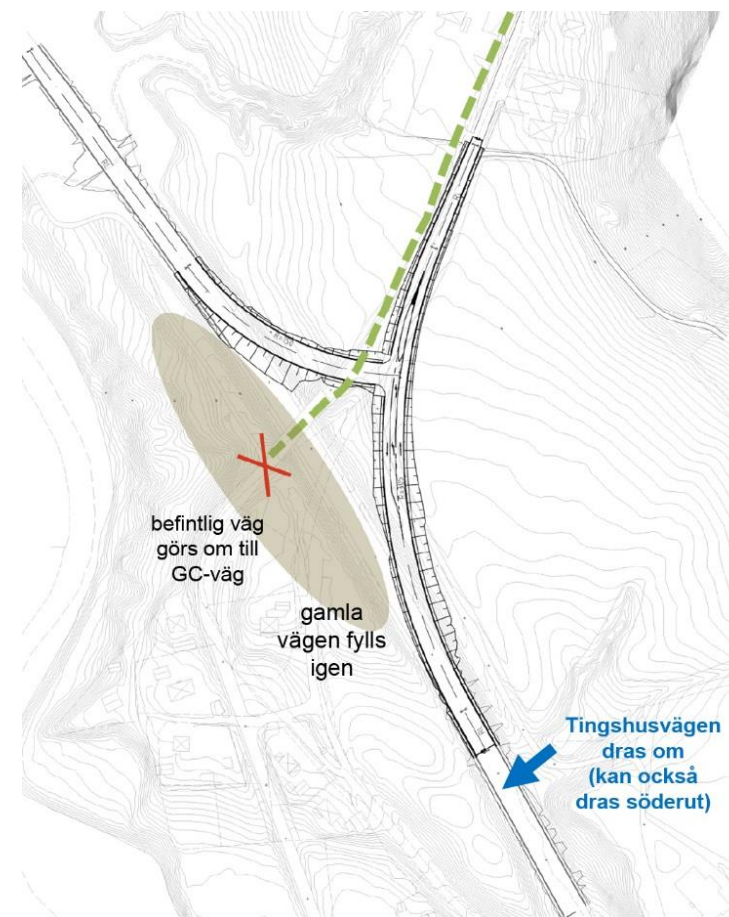 befintlig väg
görs om till
GC-väg
gamla
vägen fylls
igen
Tingshusvägen
dras om
(kan också
dras söderut)